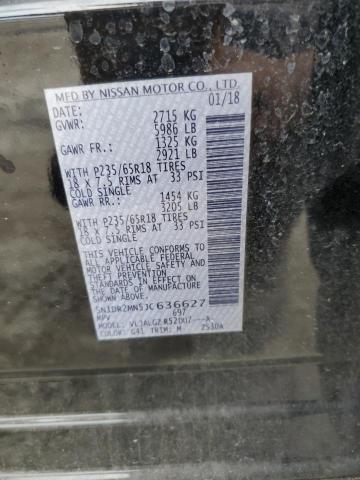 MFD BY NISSAN MOTOR CO., LTD.
DATE: 01/18
GVWR: 2715 KG
5986 LB
GAWR FR.: 1325 KG
2921 LB
WITH P235/65R18 TIRES
18 X 7.5 RIMS AT 33 PSI
COLD SINGLE
GAWR RR.: 1454 KG
3205 LB
WITH P235/65R18 TIRES
18 X 7.5 RIMS AT 33 PSI
COLD SINGLE
THIS VEHICLE CONFORMS TO ALL
APPLICABLE FEDERAL
MOTOR VEHICLE SAFETY
AND THEFT PREVENTION
STANDARDS IN EFFECT
ON THE DATE OF
MANUFACTURE SHOWN ABOVE.
5N1DR2MN5JC636627
MPV 697
COLOR: G41 TRIM: M 2530A